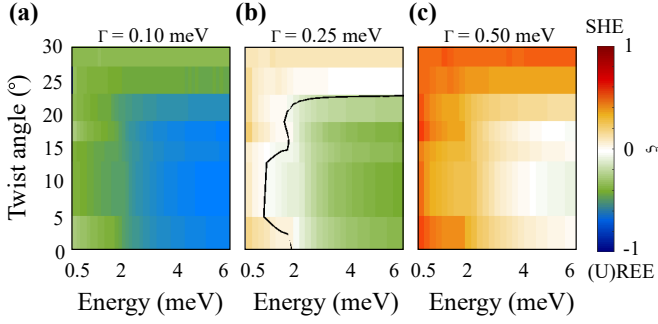 (a) (b) (c) SHE
Γ = 0.10 meV Γ = 0.25 meV Γ = 0.50 meV
30 1
25
20
Twist angle (°)
15 0 ξ
10
5
0 -1
0.5 2 4 6 0.5 2 4 6 0.5 2 4 6 (U)REE
Energy (meV) Energy (meV) Energy (meV)